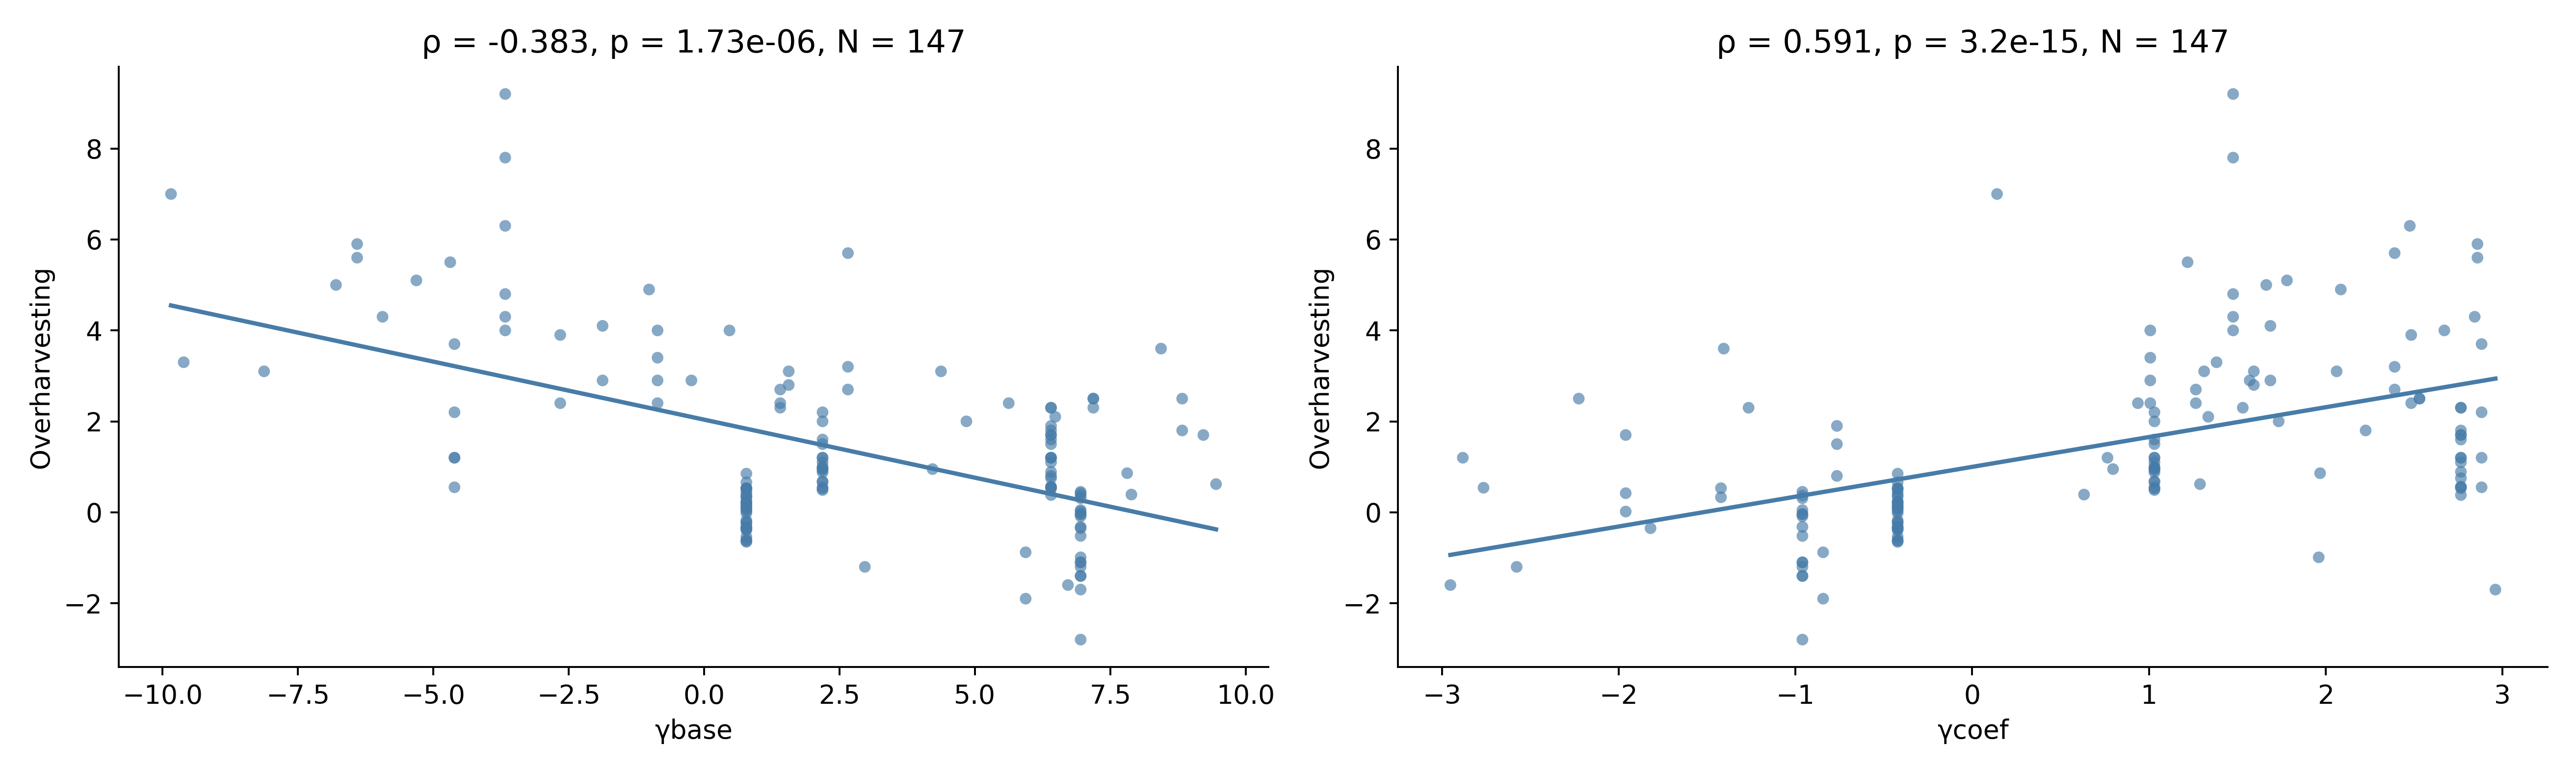 ρ = -0.383, p = 1.73e-06, N = 147
Overharvesting
8
6
4
2
0
−2
−10.0 −7.5 −5.0 −2.5 0.0 2.5 5.0 7.5 10.0
γbase
ρ = 0.591, p = 3.2e-15, N = 147
Overharvesting
8
6
4
2
0
−2
−3 −2 −1 0 1 2 3
γcoef